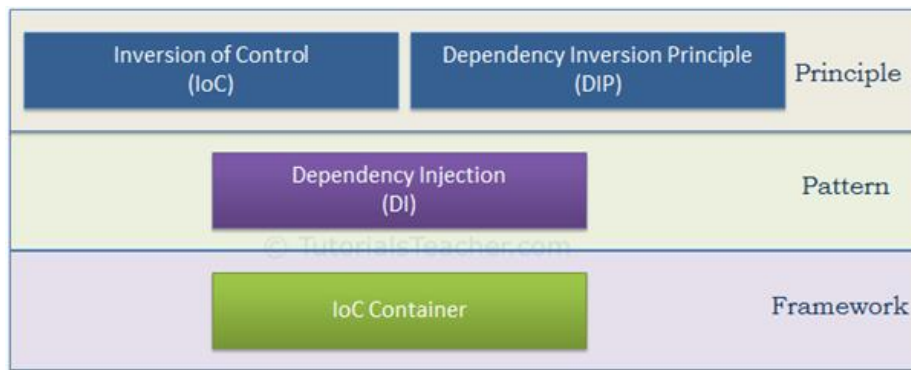 Inversion of Control
(IoC)
Dependency Inversion Principle
(DIP)
Principle
Dependency Injection
(DI)
Pattern
© TutorialsTeacher.com
IoC Container
Framework